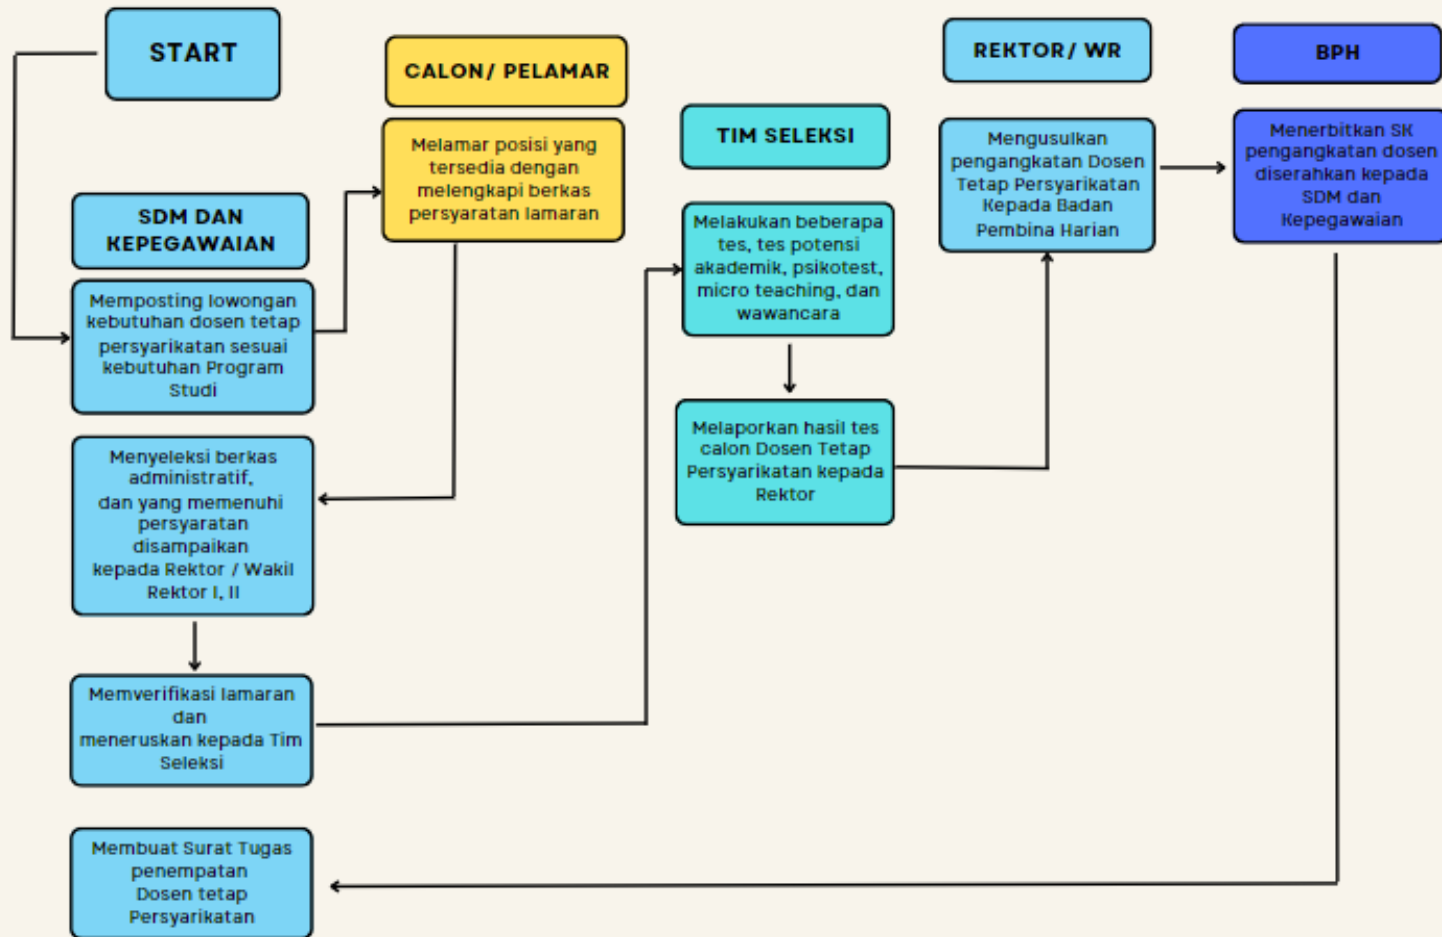 START
SDM DAN
KEPEGAWAIAN
Memposting lowongan
kebutuhan dosen tetap
persyarikatan sesuai
kebutuhan Program
Studi
CALON/ PELAMAR
Melamar posisi yang
tersedia dengan
melengkapi berkas
persyaratan lamaran
Menyeleksi berkas
administratif,
dan yang memenuhi
persyaratan
disampaikan
kepada Rektor / Wakil
Rektor I, II
Memverifikasi lamaran
dan
meneruskan kepada Tim
Seleksi
TIM SELEKSI
Melakukan beberapa
tes, tes potensi
akademik, psikotest,
micro teaching, dan
wawancara
Melaporkan hasil tes
calon Dosen Tetap
Persyarikatan kepada
Rektor
REKTOR/ WR
Mengusulkan
pengangkatan Dosen
Tetap Persyarikatan
Kepada Badan
Pembina Harian
BPH
Menerbitkan SK
pengangkatan dosen
diserahkan kepada
SDM dan
Kepegawaian
Membuat Surat Tugas
penempatan
Dosen tetap
Persyarikatan